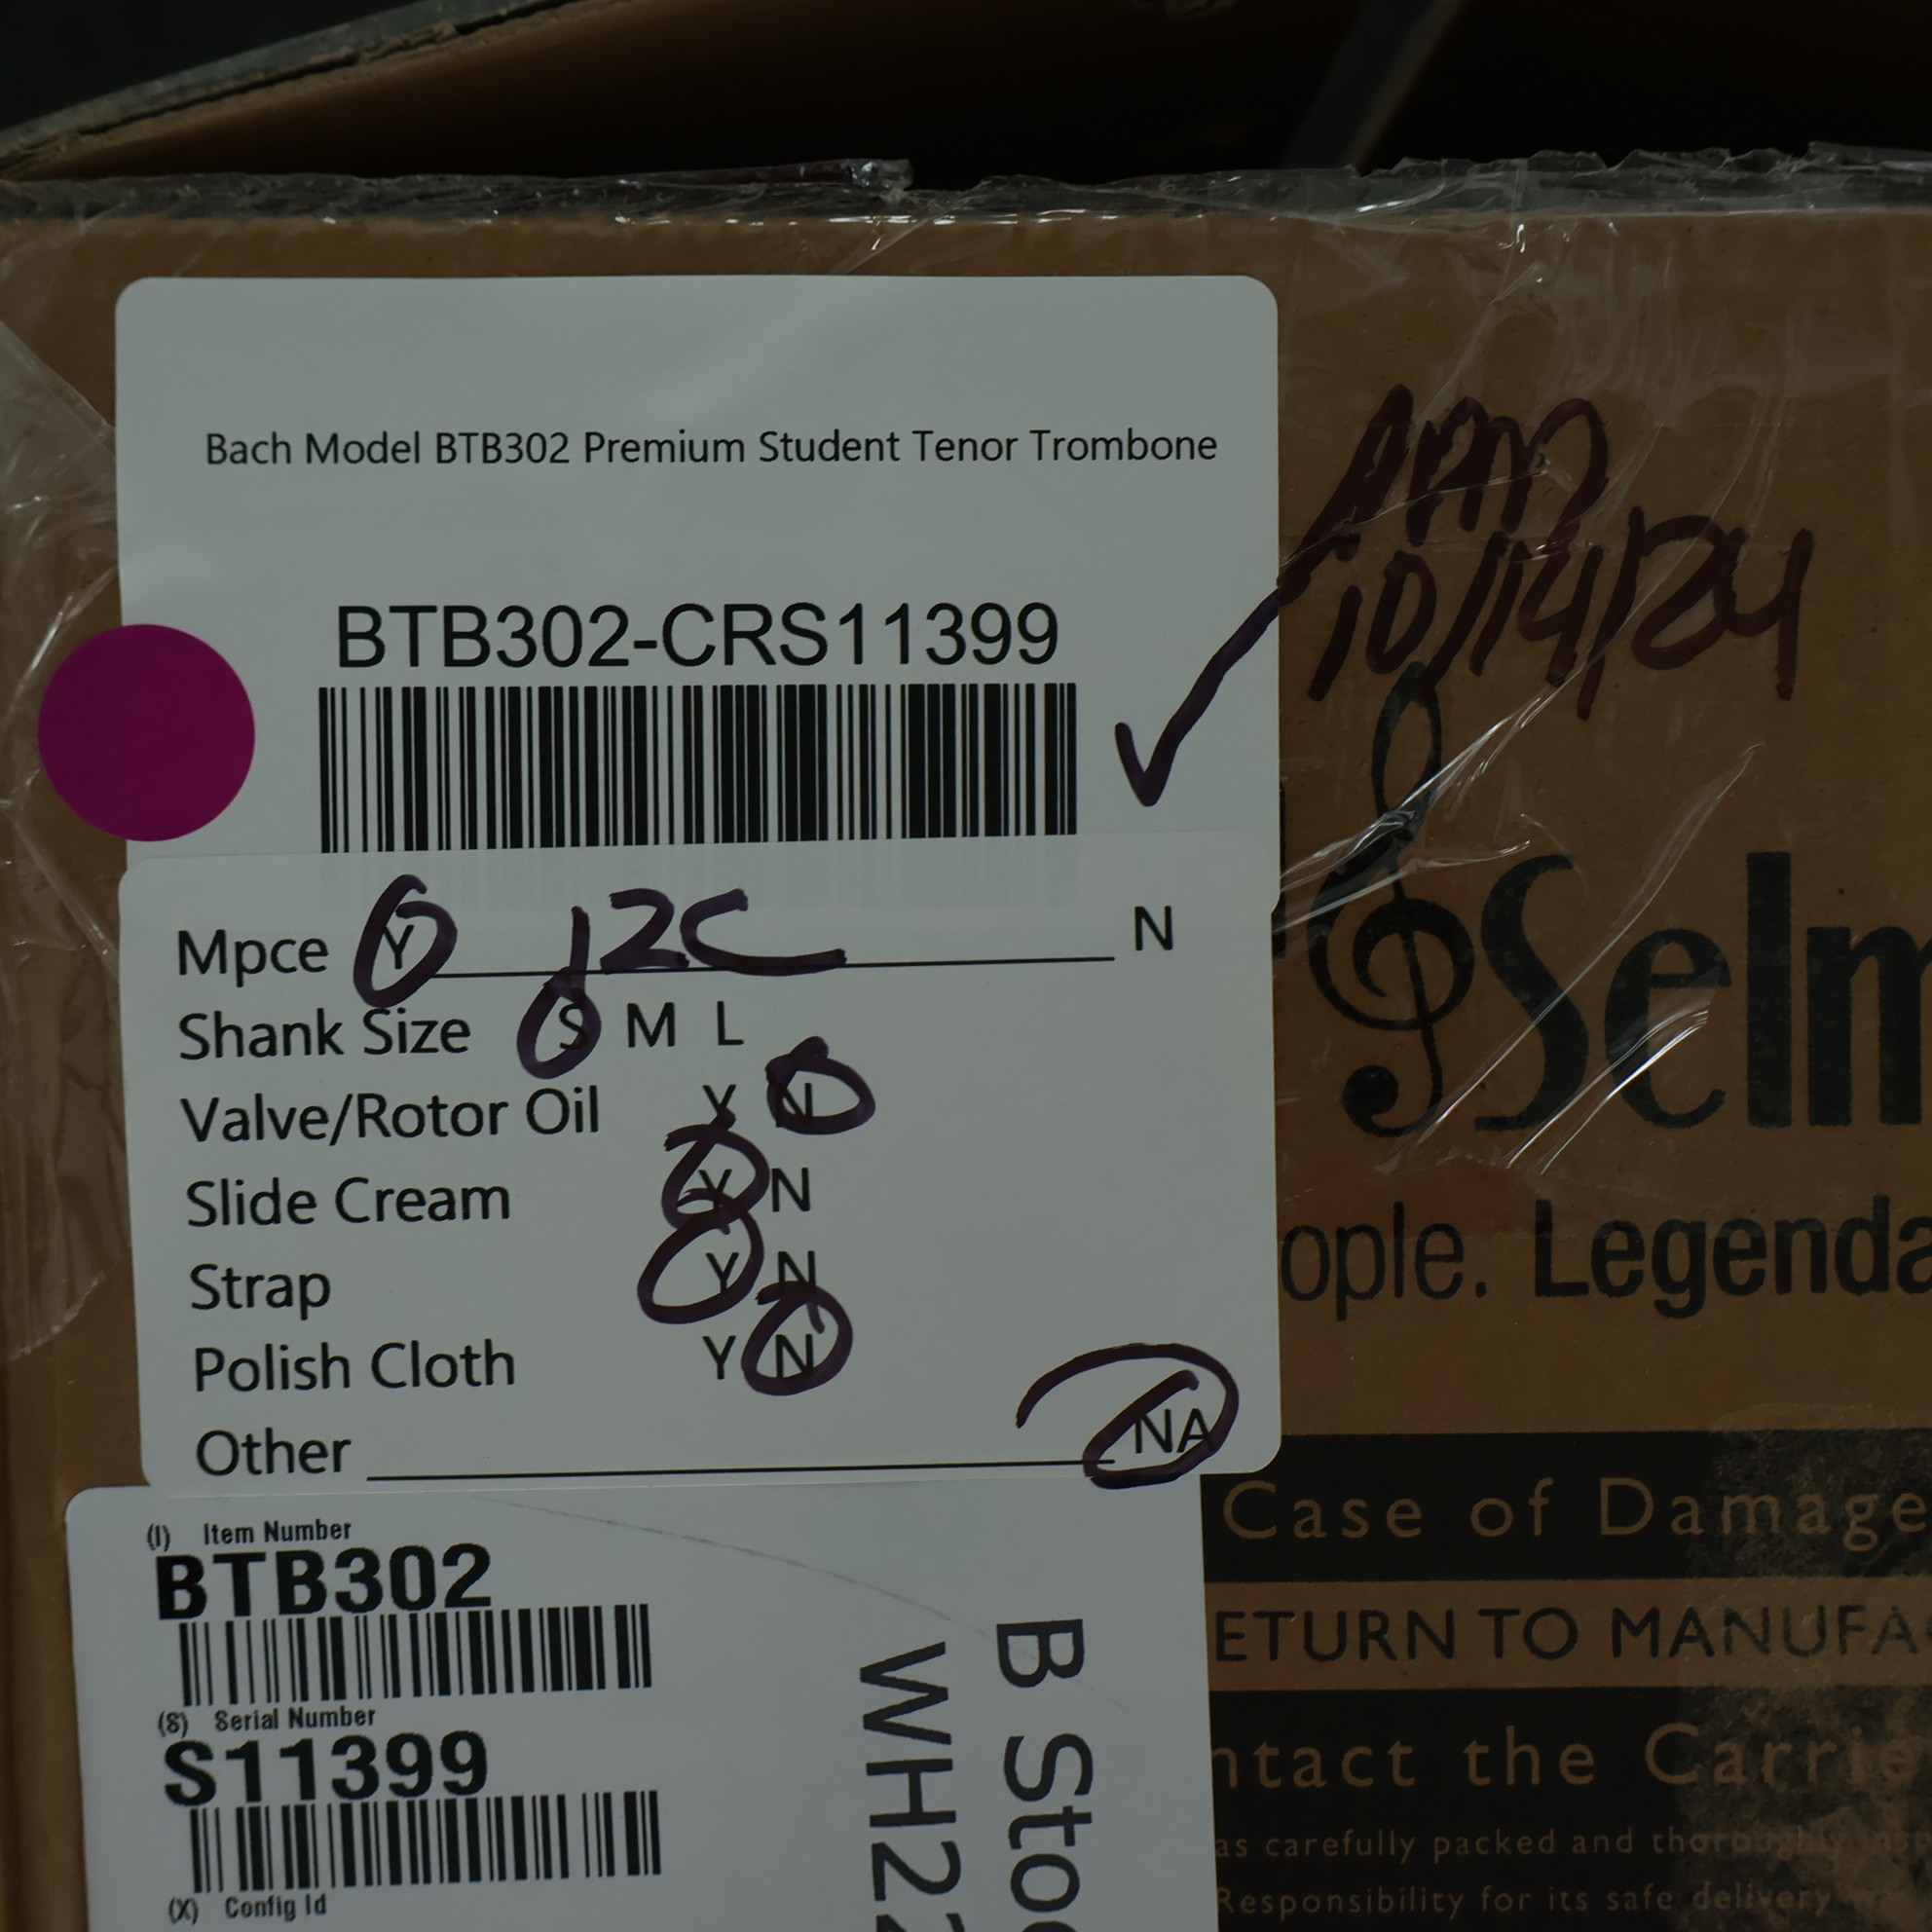 Bach Model BTB302 Premium Student Tenor Trombone
10/14/24
BTB302-CRS11399
Mpce Y 12C N
Shank Size S M L
Valve/Rotor Oil Y N
Slide Cream Y N
Strap Y N
Polish Cloth Y N
Other NA
Selm
ople. Legenda
Case of Damage
ETURN TO MANUFA
ntact the Carrie
as carefully packed and thoroughly
Responsibility for its safe delivery
(I) Item Number
BTB302
(S) Serial Number
S11399
(X) Config Id
B Stoc
WH22